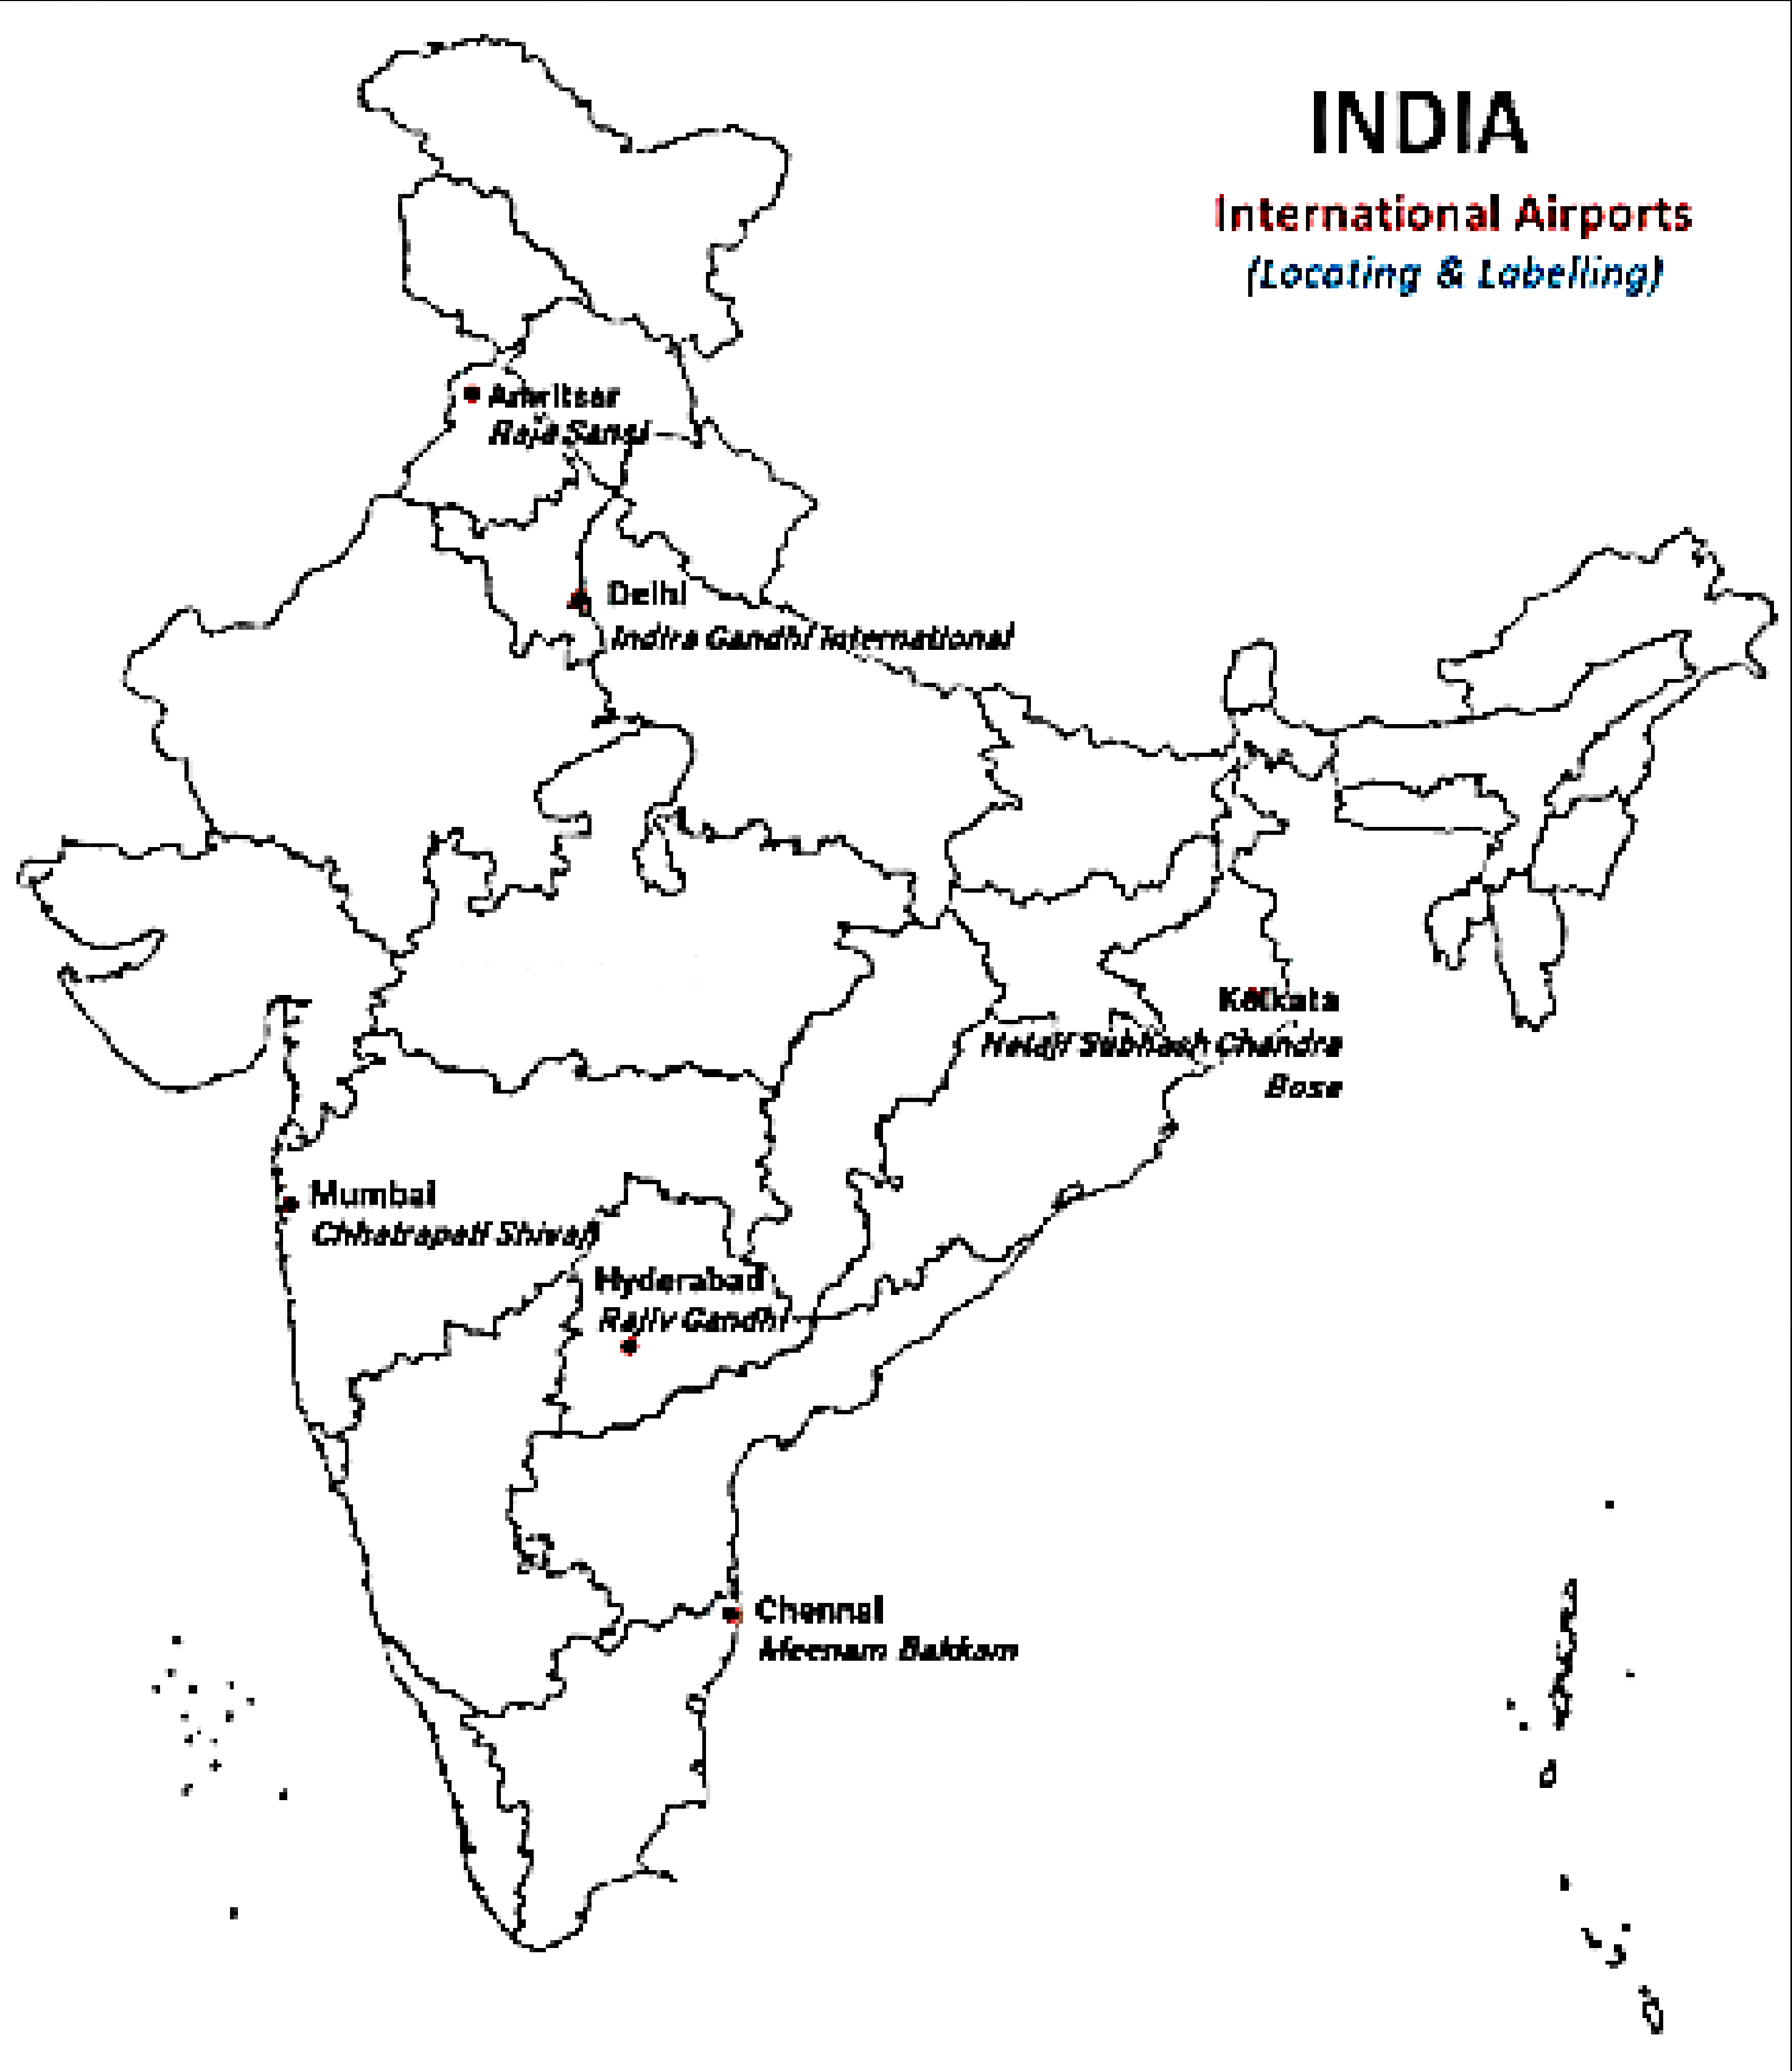 INDIA
International Airports
(Locating & Labelling)
Amritsar
Raja Sansi
Delhi
Indira Gandhi International
Kolkata
Netaji Subhash Chandra
Bose
Mumbai
Chhatrapati Shivaji
Hyderabad
Rajiv Gandhi
Chennai
Meenam Bakkam